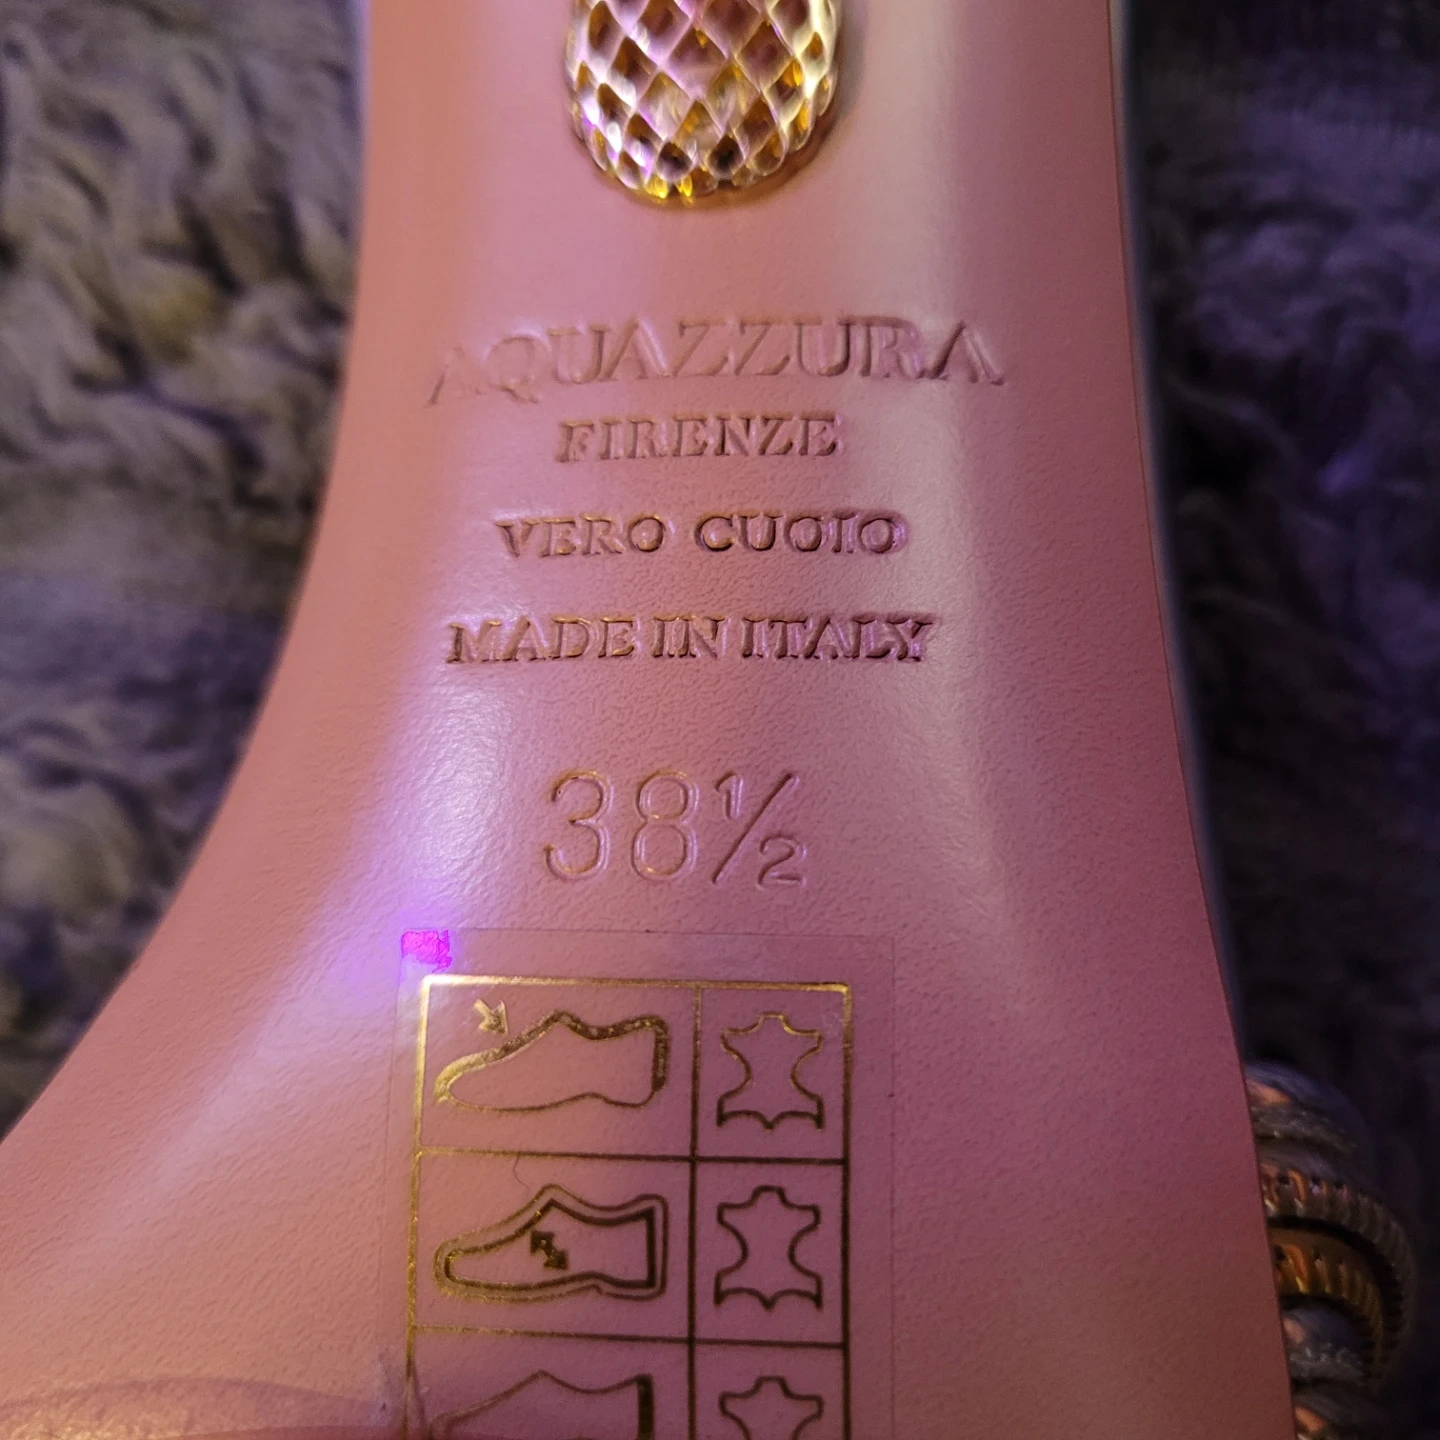 AQUAZZURA
FIRENZE
VERO CUOIO
MADE IN ITALY
38½